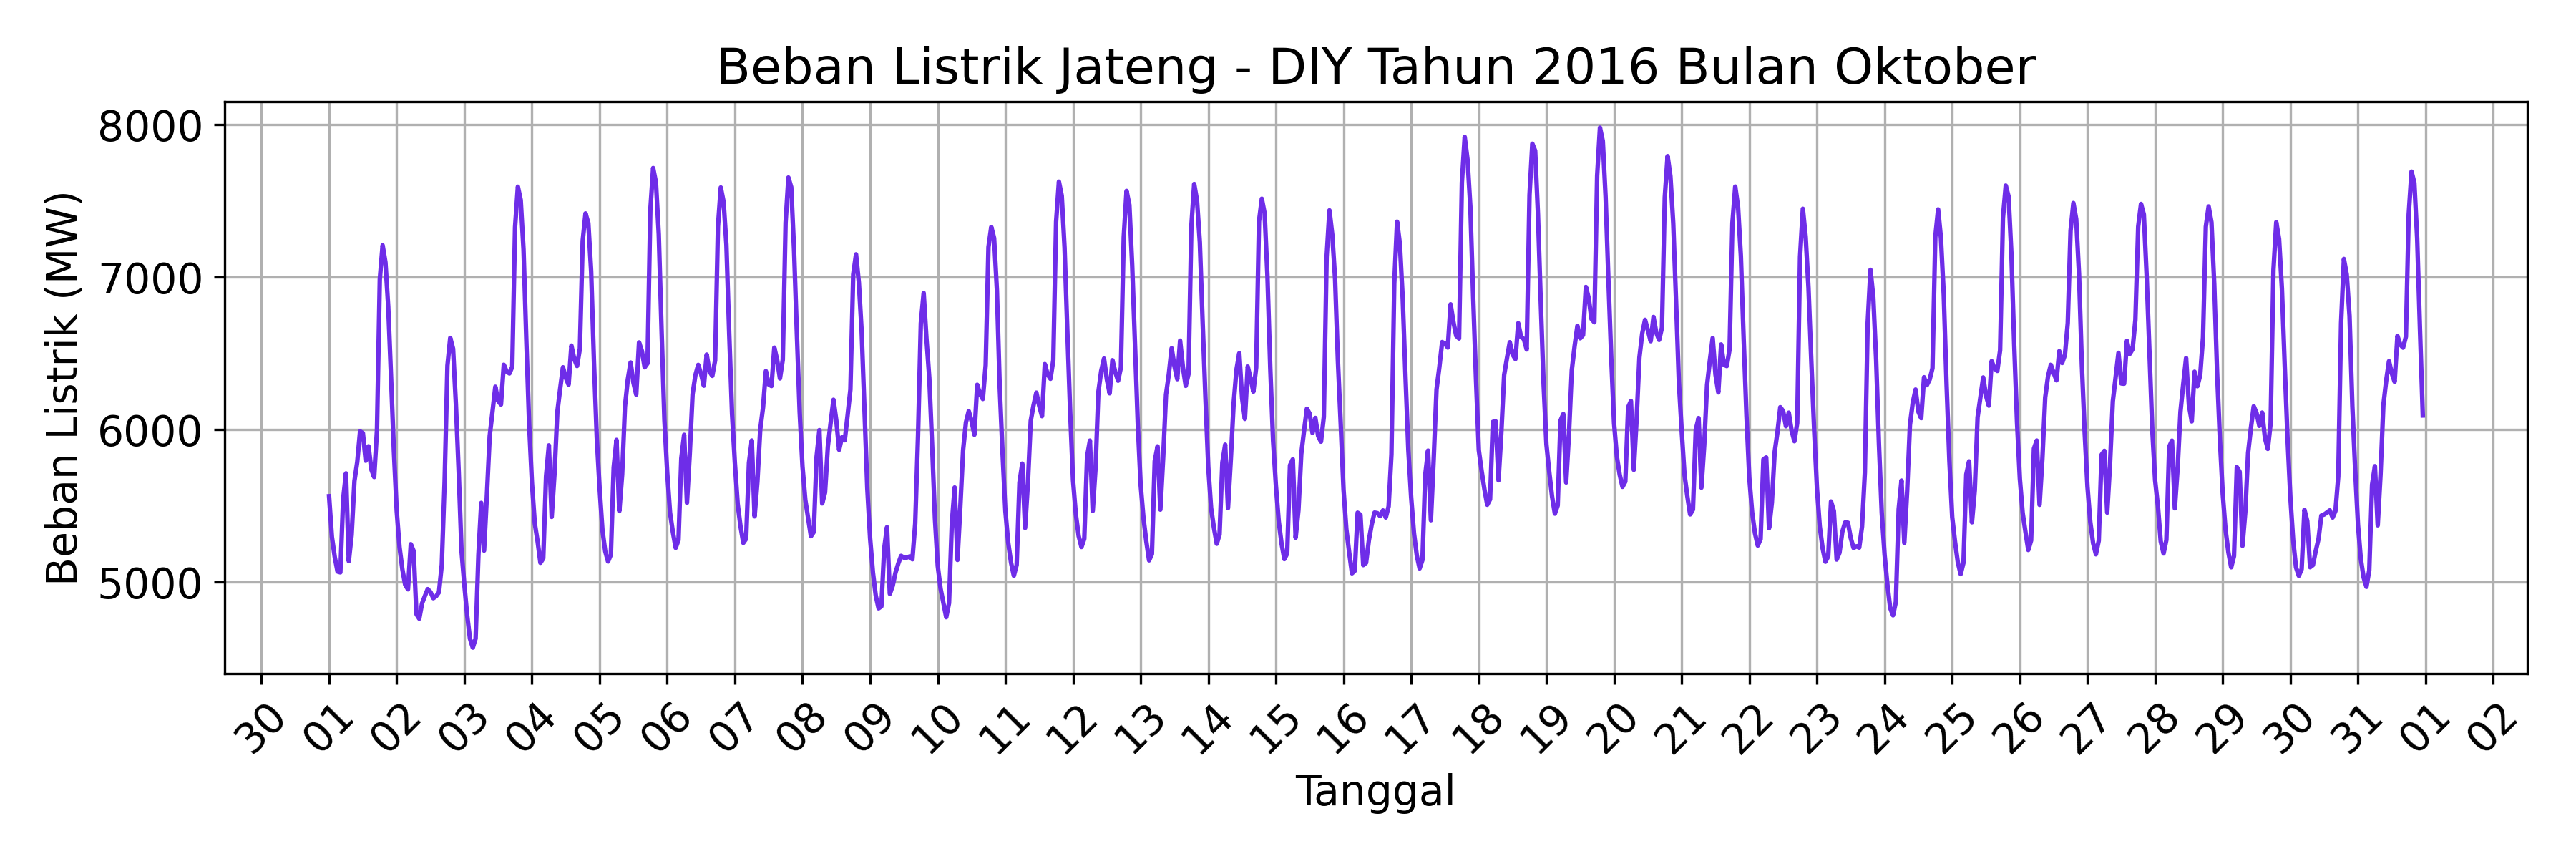 Beban Listrik Jateng - DIY Tahun 2016 Bulan Oktober
Beban Listrik (MW)
8000
7000
6000
5000
30 01 02 03 04 05 06 07 08 09 10 11 12 13 14 15 16 17 18 19 20 21 22 23 24 25 26 27 28 29 30 31 01 02
Tanggal